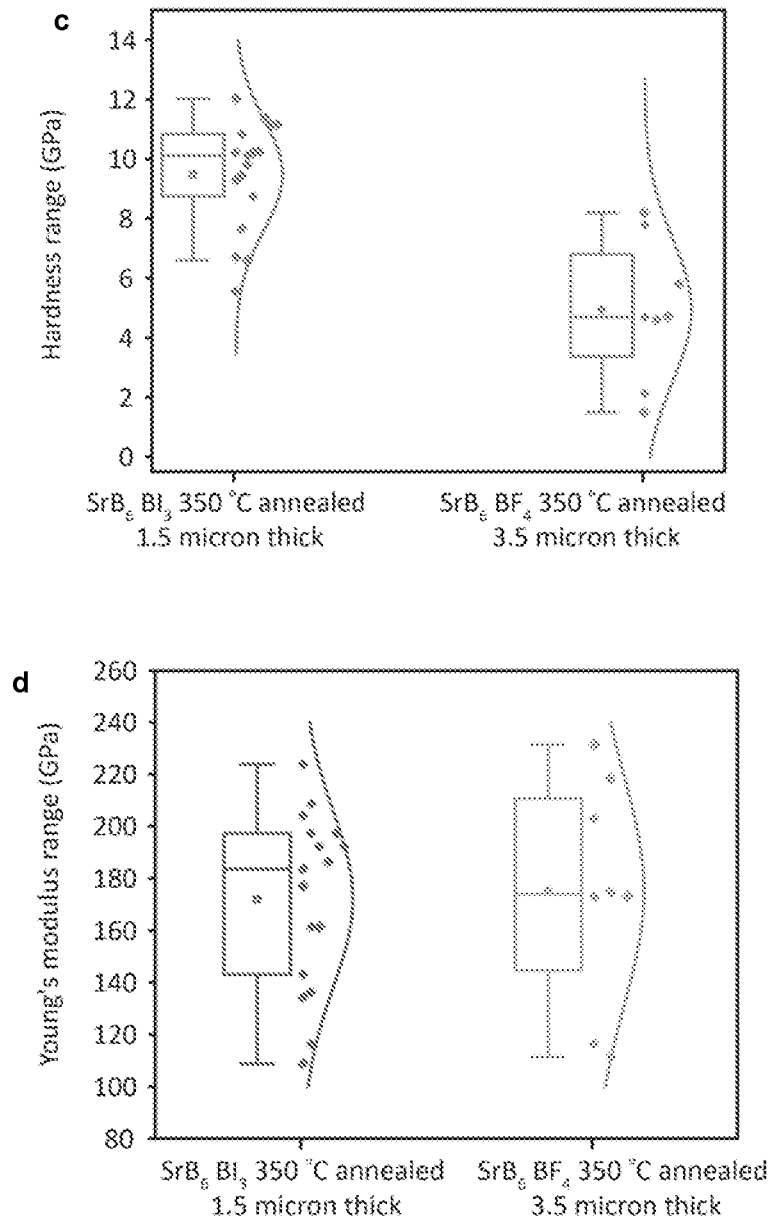 c
Hardness range (GPa)
14
12
10
8
6
4
2
0
SrB₆ BI₃ 350 °C annealed
1.5 micron thick
SrB₆ BF₄ 350 °C annealed
3.5 micron thick
d
Young's modulus range (GPa)
260
240
220
200
180
160
140
120
100
80
SrB₆ BI₃ 350 °C annealed
1.5 micron thick
SrB₆ BF₄ 350 °C annealed
3.5 micron thick